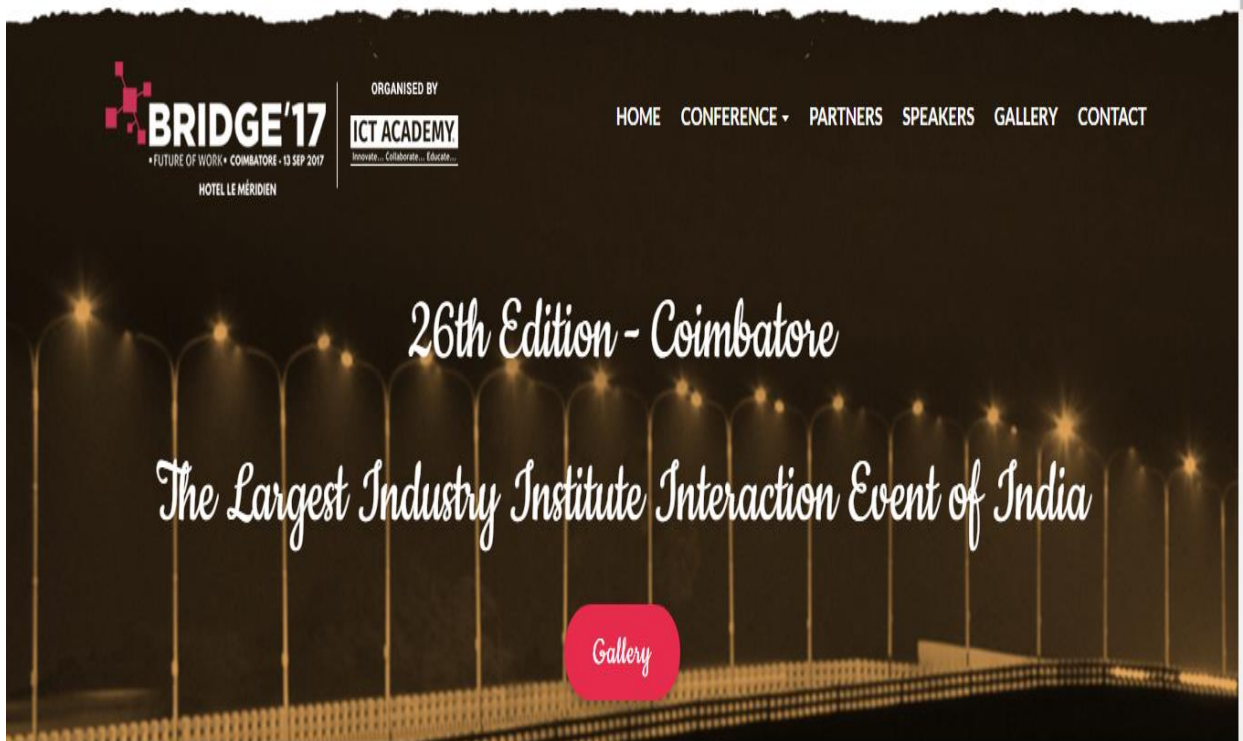 BRIDGE'17
• FUTURE OF WORK • COIMBATORE - 13 SEP 2017
HOTEL LE MÉRIDIEN
ORGANISED BY
ICT ACADEMY
Innovate... Collaborate... Educate...
HOME CONFERENCE PARTNERS SPEAKERS GALLERY CONTACT
26th Edition - Coimbatore
The Largest Industry Institute Interaction Event of India
Gallery